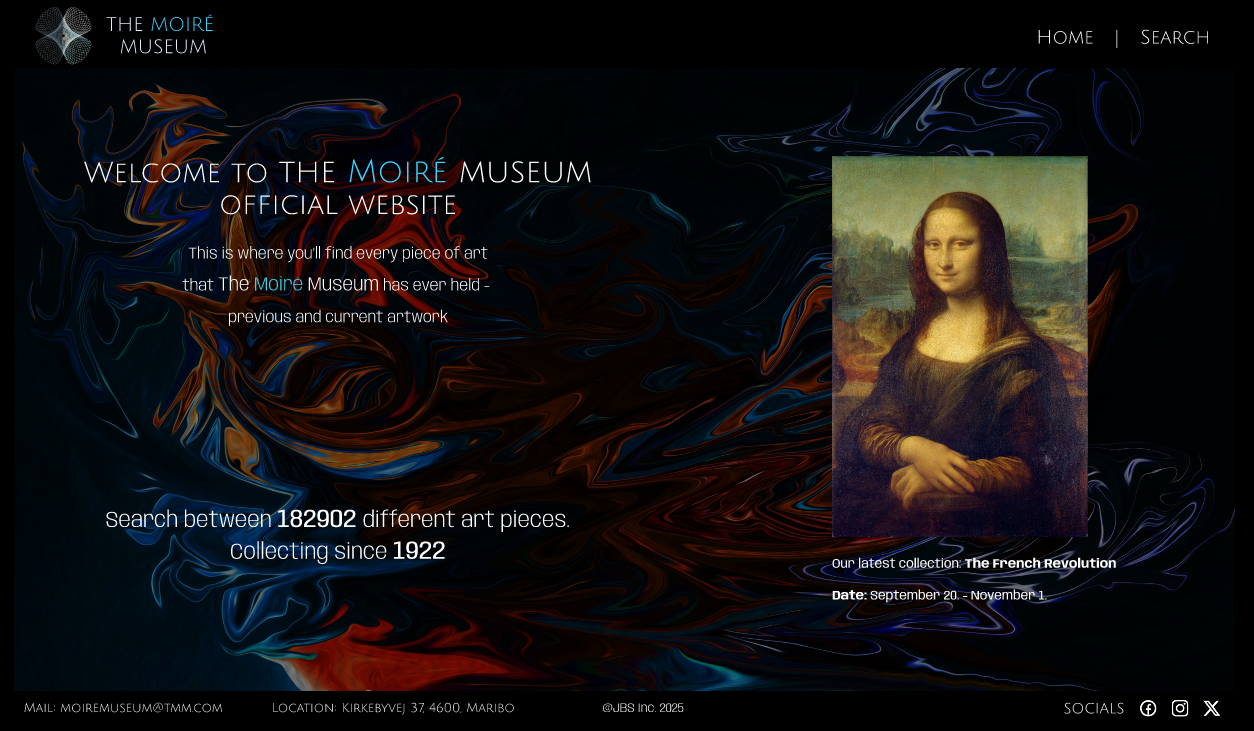 THE MOIRÉ
MUSEUM
HOME | SEARCH
WELCOME TO THE MOIRÉ MUSEUM
OFFICIAL WEBSITE
This is where you'll find every piece of art
that The Moire Museum has ever held -
previous and current artwork
Search between 182902 different art pieces.
Collecting since 1922
Our latest collection: The French Revolution
Date: September 20. - November 1.
MAIL: MOIREMUSEUM@TMM.COM
LOCATION: KIRKEBYVEJ 37, 4600, MARIBO
@JBS Inc. 2025
SOCIALS